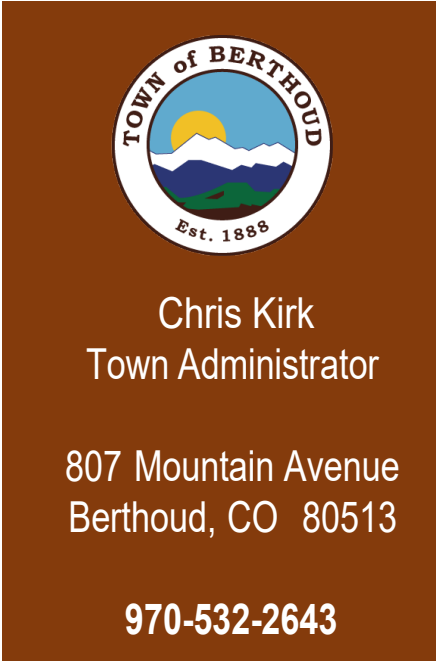 TOWN of BERTHOUD
Est. 1888
Chris Kirk
Town Administrator
807 Mountain Avenue
Berthoud, CO 80513
970-532-2643